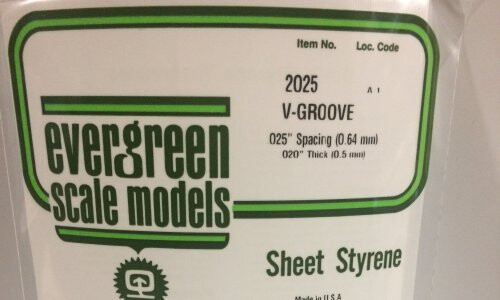 Item No. Loc. Code
2025 A 1
V-GROOVE
025" Spacing (0.64 mm)
020" Thick (0.5 mm)
evergreen
scale models
Sheet Styrene
Made in U S A